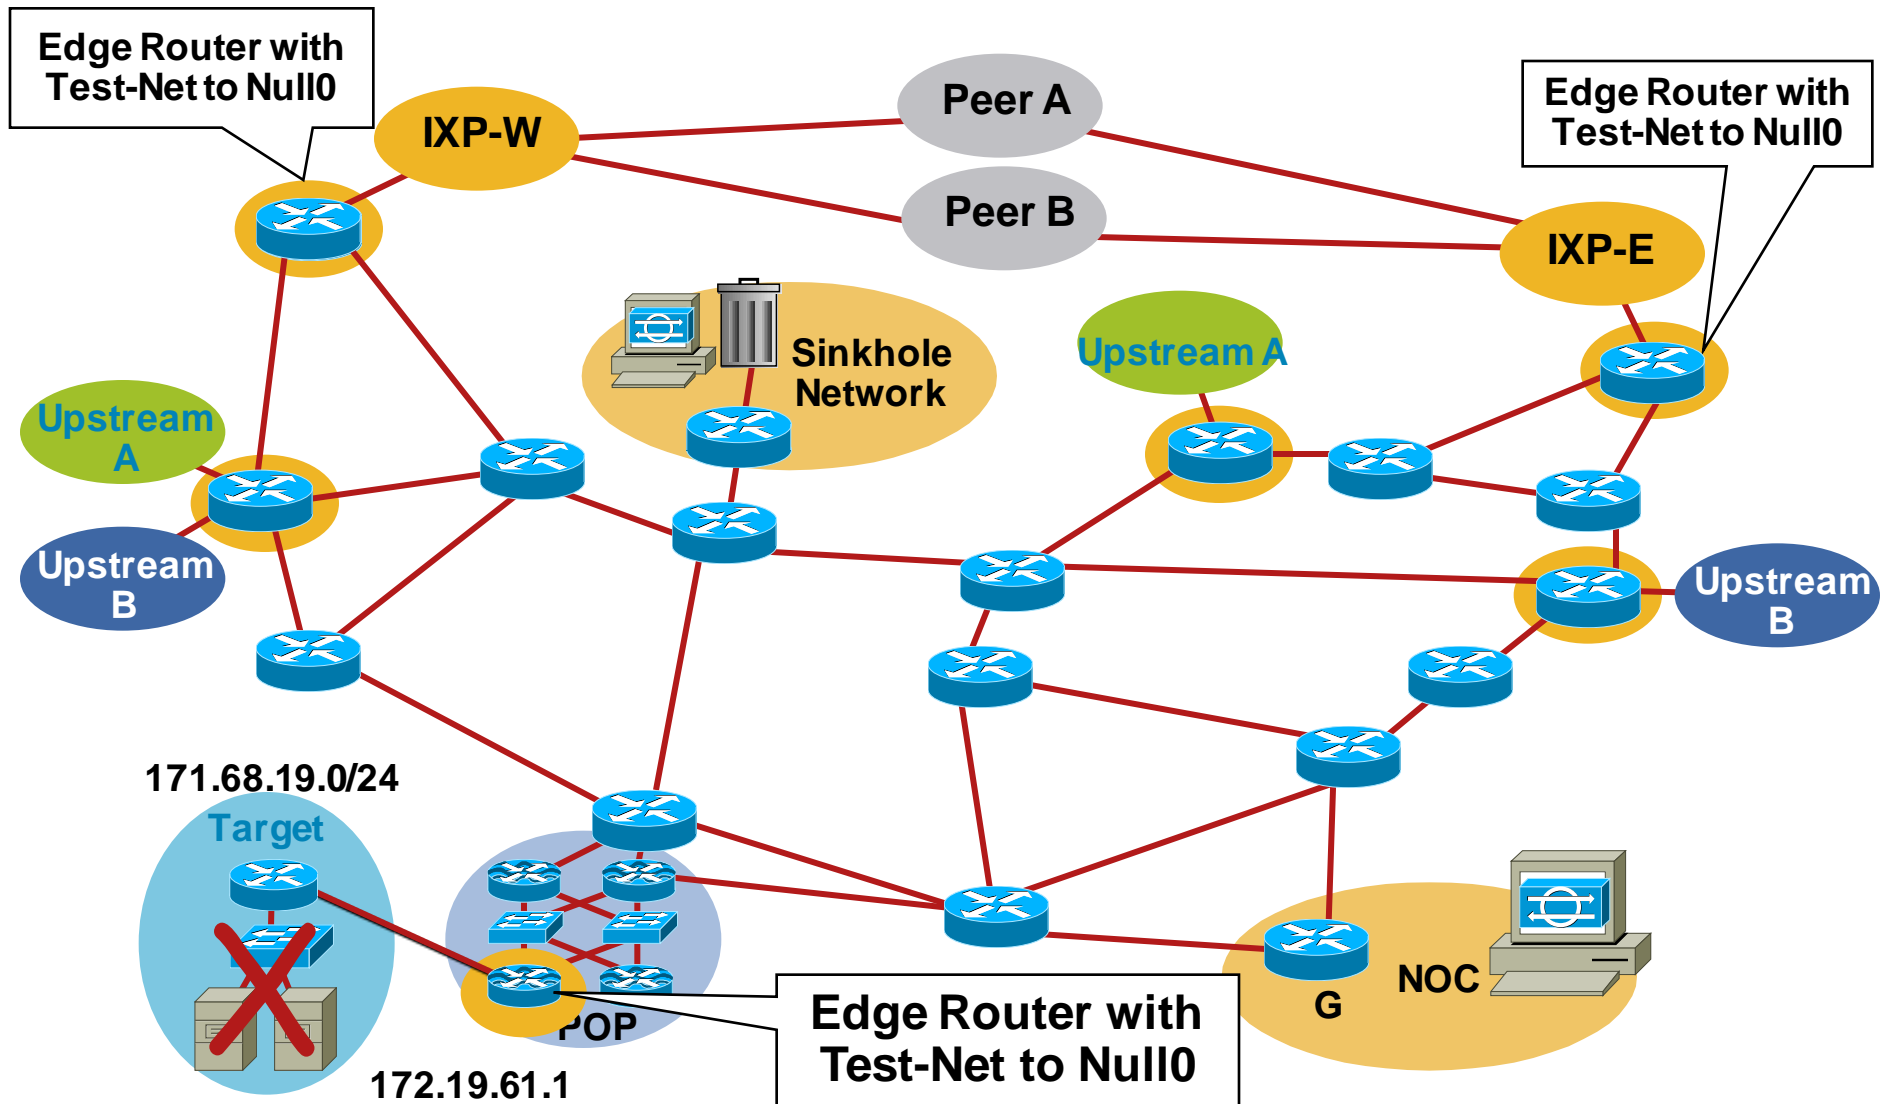 Edge Router with
Test-Net to Null0
IXP-W
Peer A
Edge Router with
Test-Net to Null0
Peer B
IXP-E
Sinkhole
Network
Upstream A
Upstream
A
Upstream
B
Upstream
B
171.68.19.0/24
Target
POP
172.19.61.1
Edge Router with
Test-Net to Null0
G
NOC